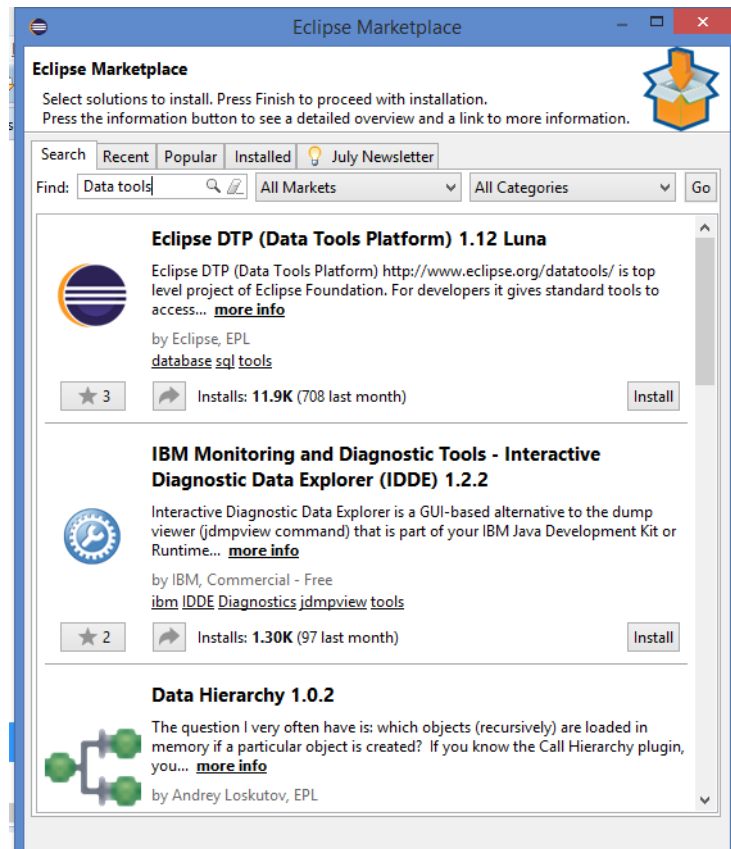 Eclipse Marketplace
Eclipse Marketplace
Select solutions to install. Press Finish to proceed with installation.
Press the information button to see a detailed overview and a link to more information.
Search Recent Popular Installed July Newsletter
Find: Data tools All Markets All Categories Go
Eclipse DTP (Data Tools Platform) 1.12 Luna
Eclipse DTP (Data Tools Platform) http://www.eclipse.org/datatools/ is top
level project of Eclipse Foundation. For developers it gives standard tools to
access... more info
by Eclipse, EPL
database sql tools
3 Installs: 11.9K (708 last month) Install
IBM Monitoring and Diagnostic Tools - Interactive
Diagnostic Data Explorer (IDDE) 1.2.2
Interactive Diagnostic Data Explorer is a GUI-based alternative to the dump
viewer (jdmpview command) that is part of your IBM Java Development Kit or
Runtime... more info
by IBM, Commercial - Free
ibm IDDE Diagnostics jdmpview tools
2 Installs: 1.30K (97 last month) Install
Data Hierarchy 1.0.2
The question I very often have is: which objects (recursively) are loaded in
memory if a particular object is created? If you know the Call Hierarchy plugin,
you... more info
by Andrey Loskutov, EPL